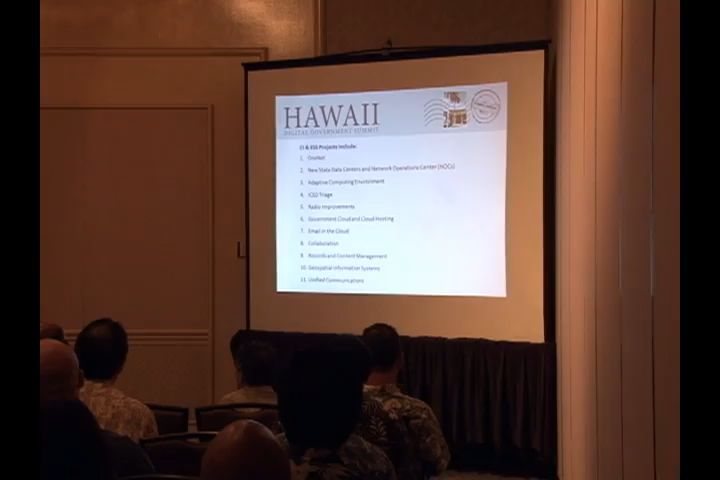 HAWAII
DIGITAL GOVERNMENT SUMMIT
Projects Include:
1. OneNet
2. New State Data Centers and Network Operations Center (NOCs)
3. Adaptive Computing Environment
4. ICSD Triage
5. Radio Improvements
6. Government Cloud and Cloud Hosting
7. Email in the Cloud
8. Collaboration
9. Records and Content Management
10. Geospatial Information Systems
11. Unified Communications